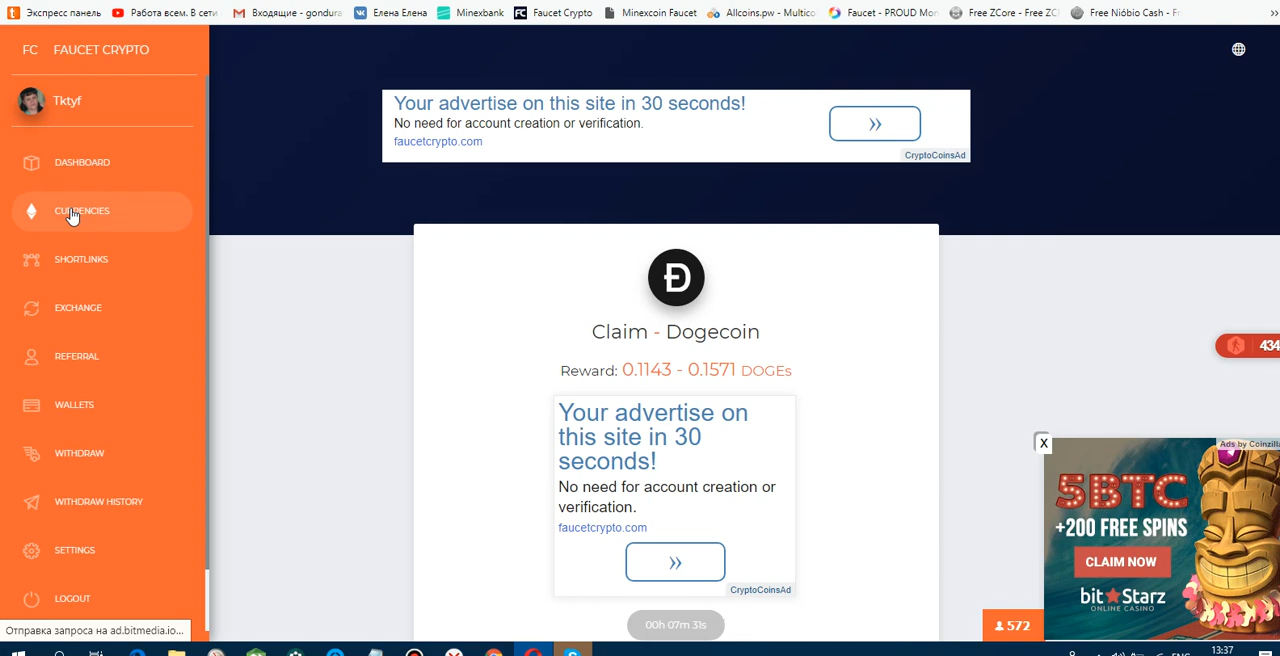 Экспресс панель
Работа всем. В сети
Входящие - gondura
Елена Елена
Minexbank
FC Faucet Crypto
Minexcoin Faucet
Allcoins.pw - Multico
Faucet - PROUD Mon
Free ZCore - Free ZC
Free Nióbio Cash - Fr
»
FC FAUCET CRYPTO
Tktyf
DASHBOARD
CURRENCIES
SHORTLINKS
EXCHANGE
REFERRAL
WALLETS
WITHDRAW
WITHDRAW HISTORY
SETTINGS
LOGOUT
Отправка запроса на ad.bitmedia.io...
Your advertise on this site in 30 seconds!
No need for account creation or verification.
faucetcrypto.com
»
CryptoCoinsAd
Claim - Dogecoin
Reward: 0.1143 - 0.1571 DOGEs
Your advertise on
this site in 30
seconds!
No need for account creation or
verification.
faucetcrypto.com
»
CryptoCoinsAd
00h 07m 31s
434
X
Ads by Coinzilla
5BTC
+200 FREE SPINS
CLAIM NOW
bitStarz
ONLINE CASINO
572
ENG
13:37